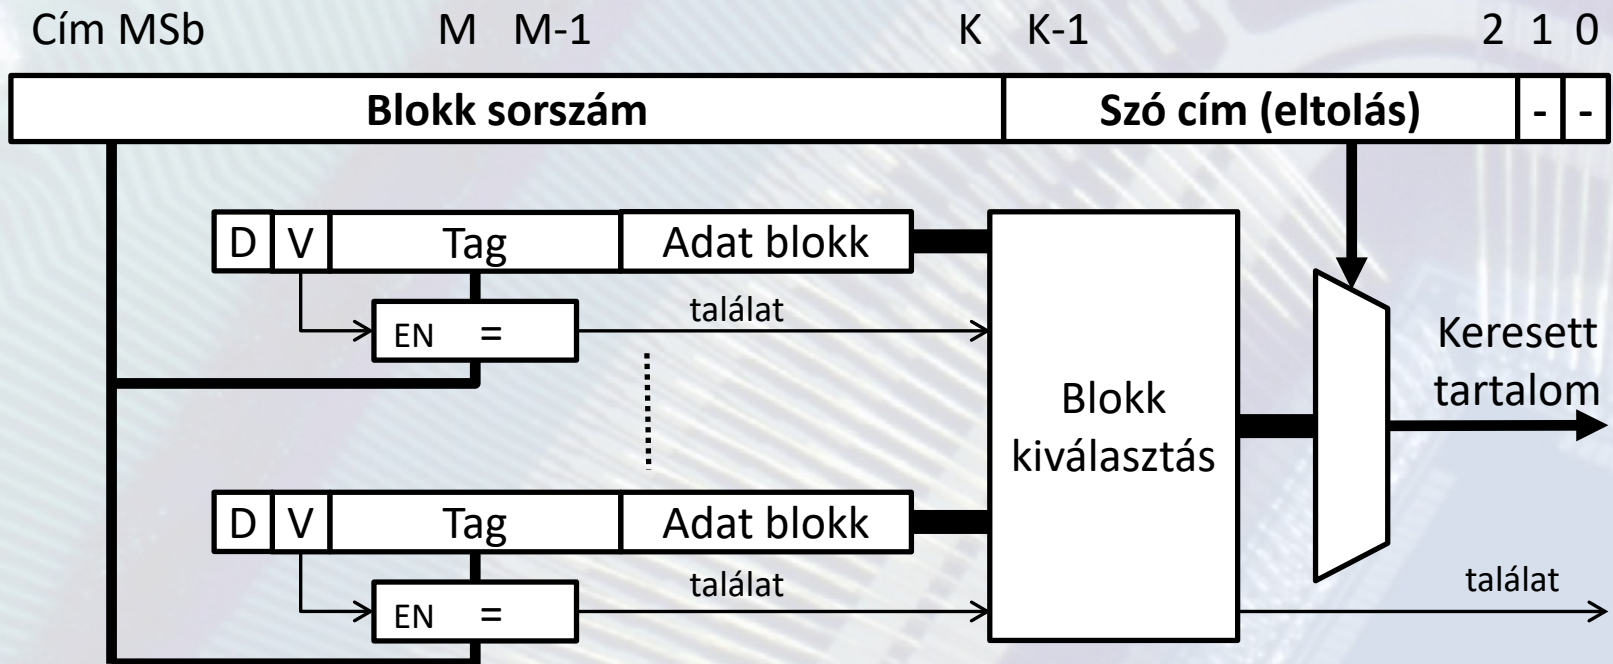 Cím MSb M M-1 K K-1 2 1 0
Blokk sorszám Szó cím (eltolás) - -
D V Tag Adat blokk
találat
EN =
Keresett
tartalom
Blokk
kiválasztás
D V Tag Adat blokk
találat
EN =
találat